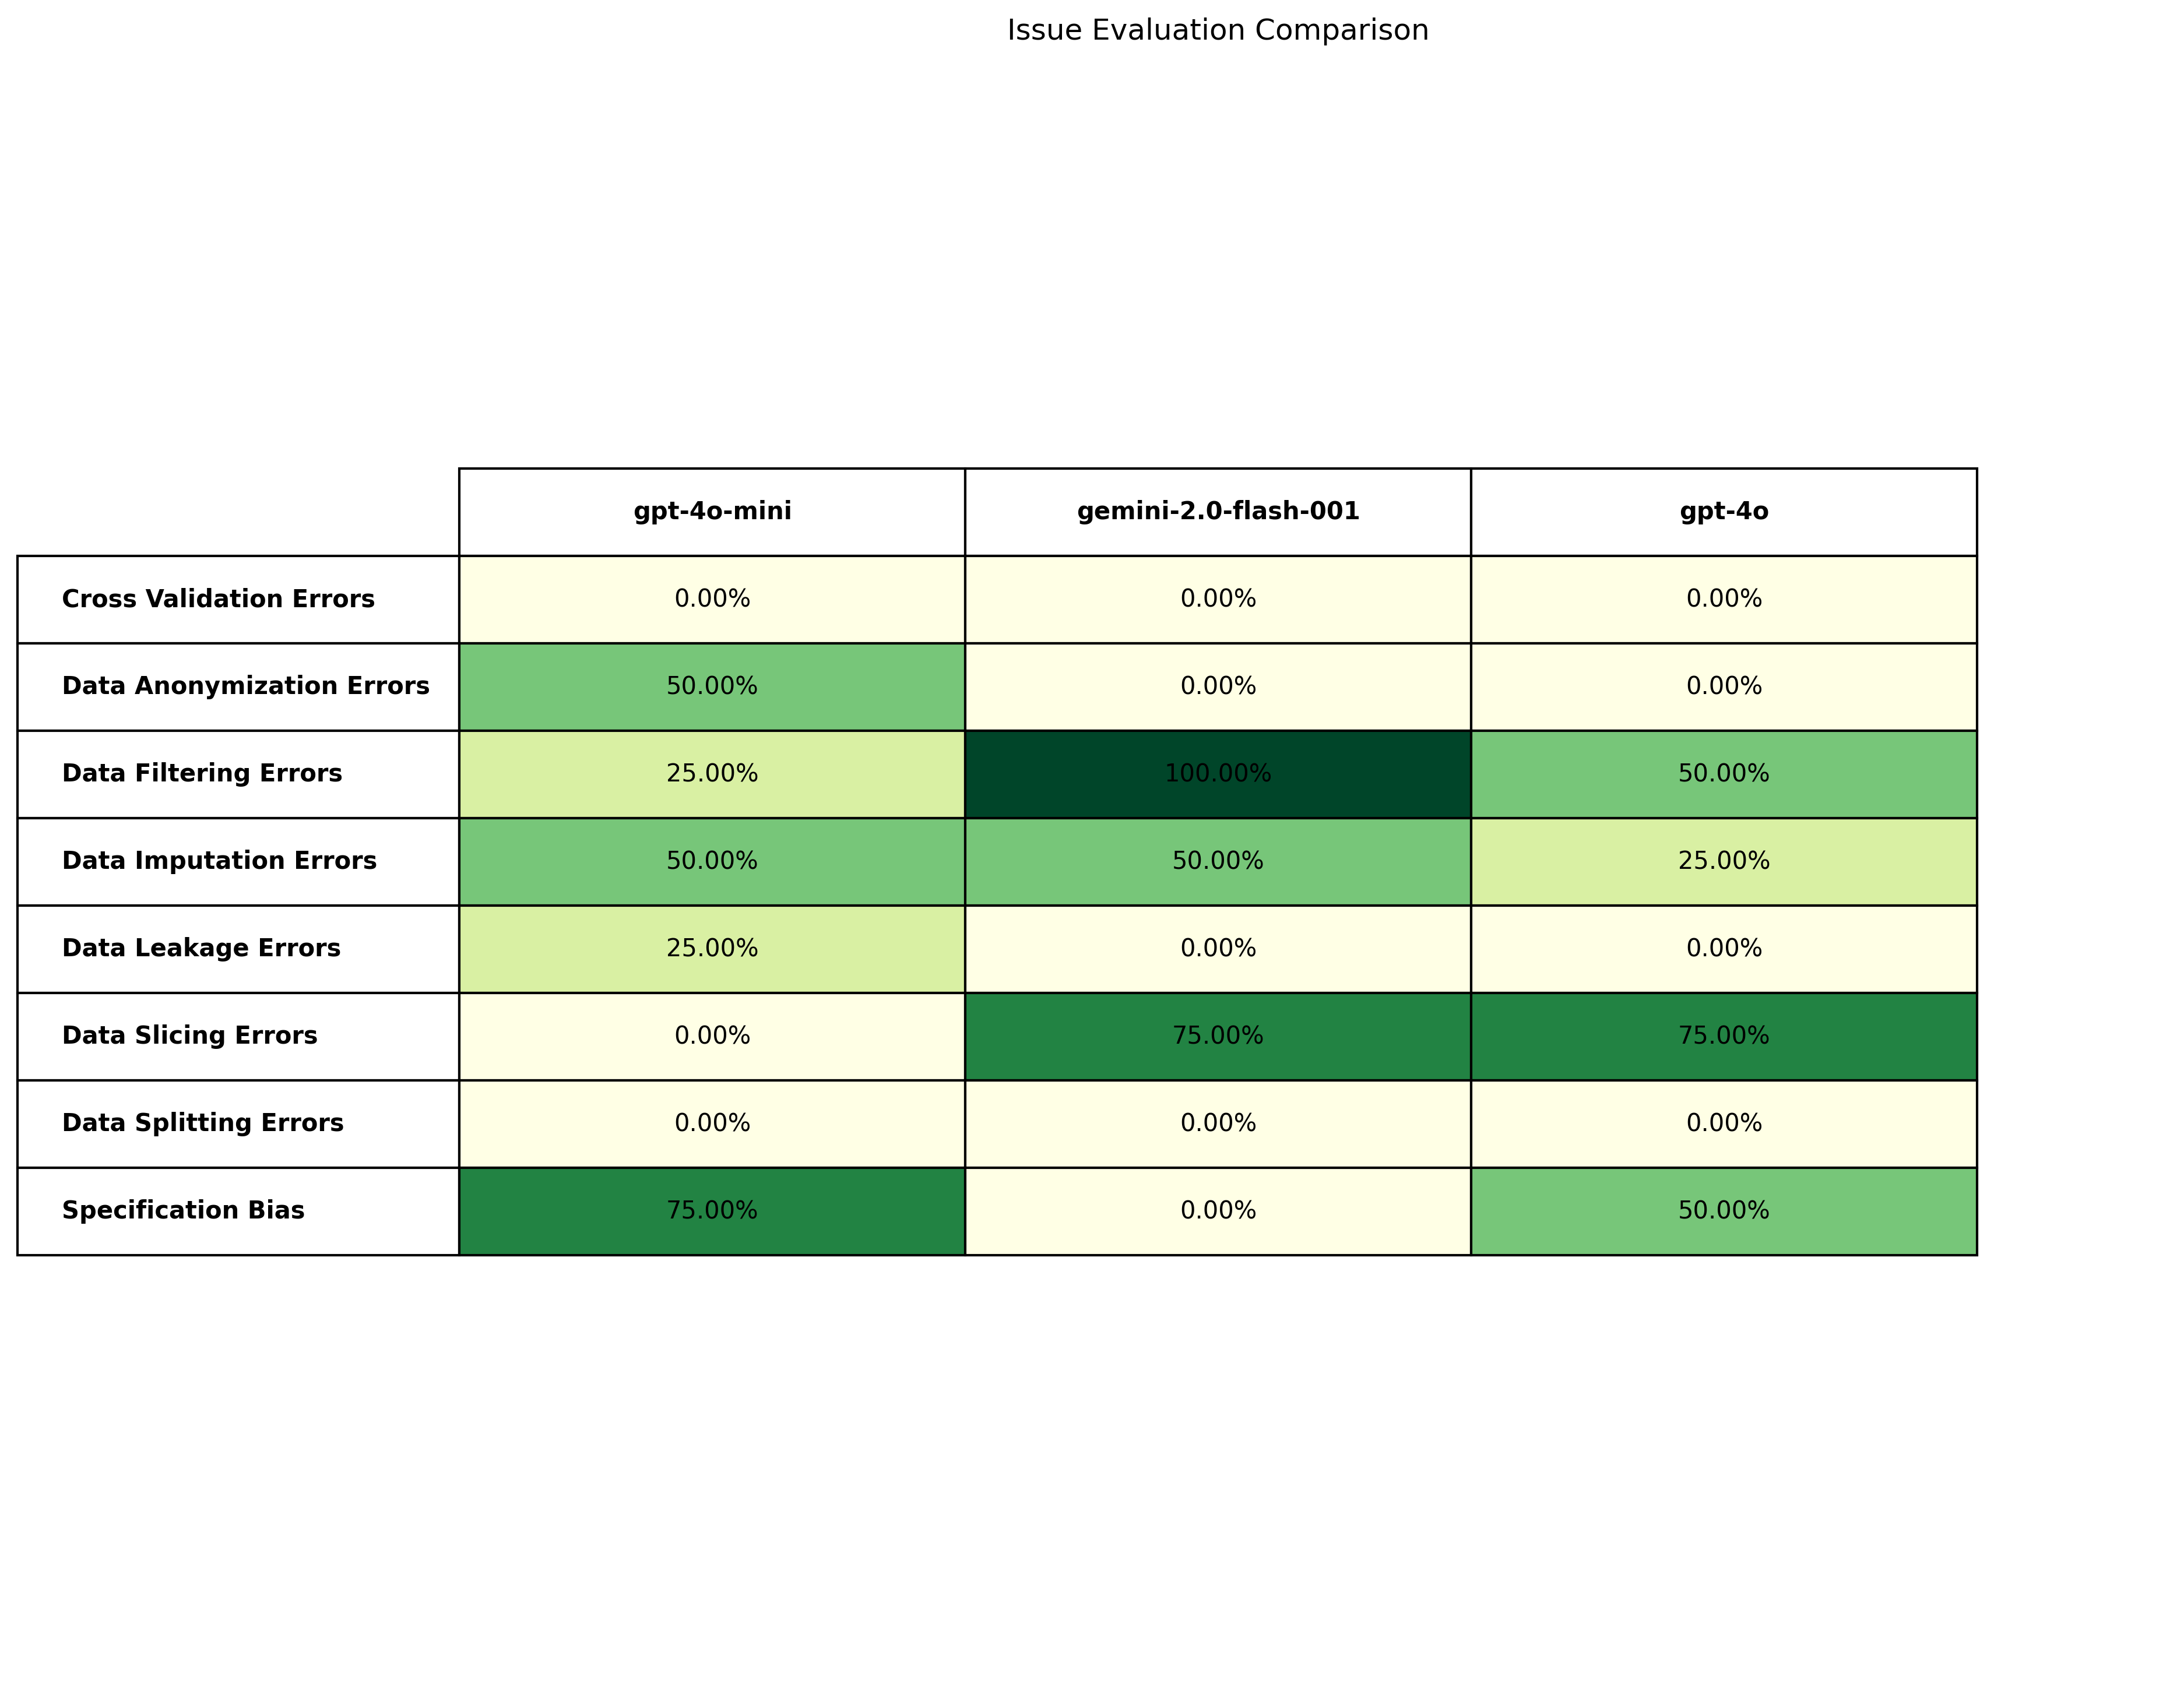 Issue Evaluation Comparison
gpt-4o-mini gemini-2.0-flash-001 gpt-4o
Cross Validation Errors 0.00% 0.00% 0.00%
Data Anonymization Errors 50.00% 0.00% 0.00%
Data Filtering Errors 25.00% 100.00% 50.00%
Data Imputation Errors 50.00% 50.00% 25.00%
Data Leakage Errors 25.00% 0.00% 0.00%
Data Slicing Errors 0.00% 75.00% 75.00%
Data Splitting Errors 0.00% 0.00% 0.00%
Specification Bias 75.00% 0.00% 50.00%